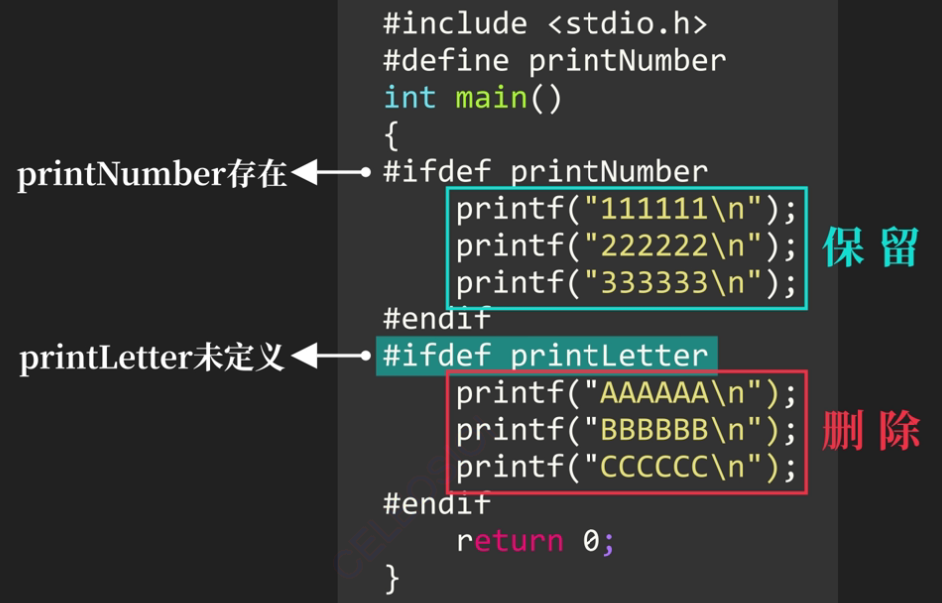 #include <stdio.h>
#define printNumber
int main()
{
printNumber存在
#ifdef printNumber
printf("111111\n");
printf("222222\n");
printf("333333\n");
保留
#endif
printLetter未定义
#ifdef printLetter
printf("AAAAAA\n");
printf("BBBBBB\n");
printf("CCCCCC\n");
删除
#endif
return 0;
}